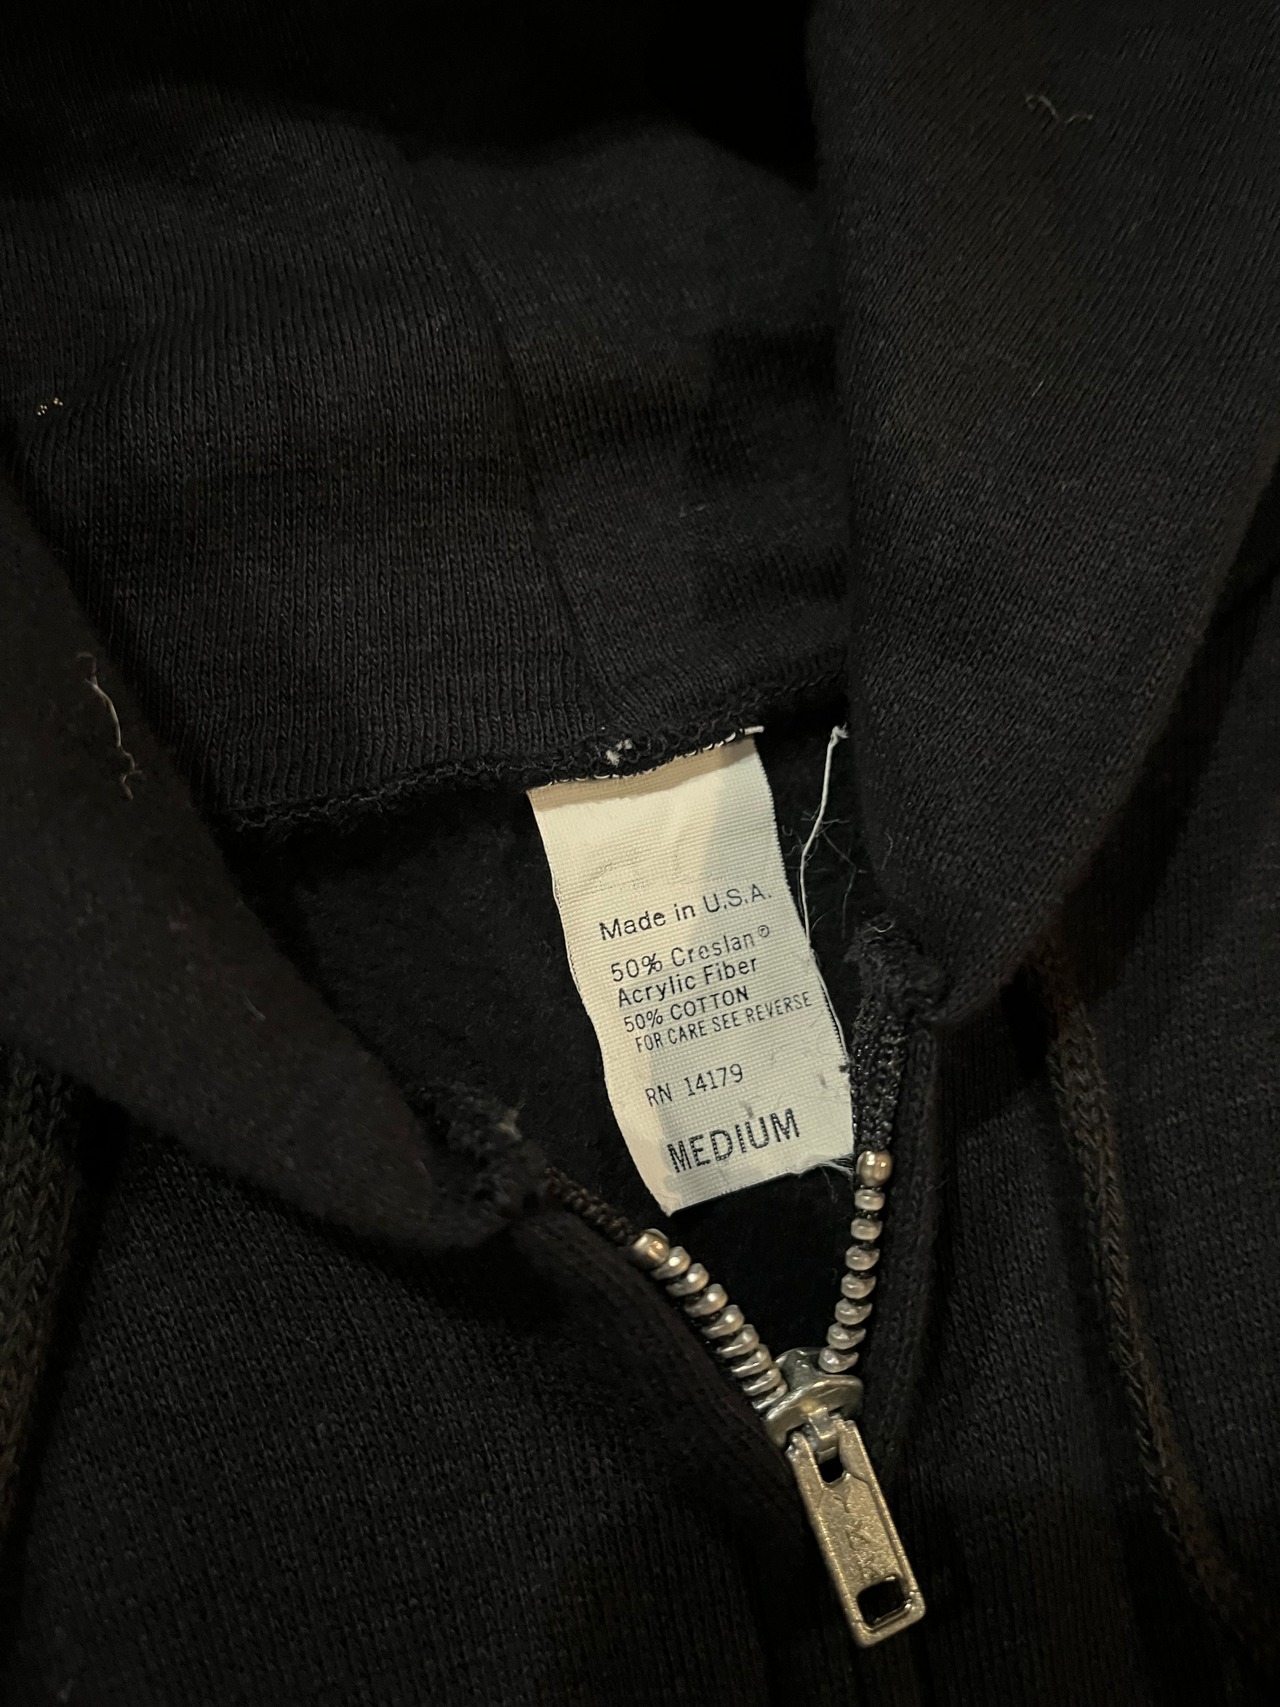 Made in U.S.A.
50% Creslan®
Acrylic Fiber
50% COTTON
FOR CARE SEE REVERSE
RN 14179
MEDIUM